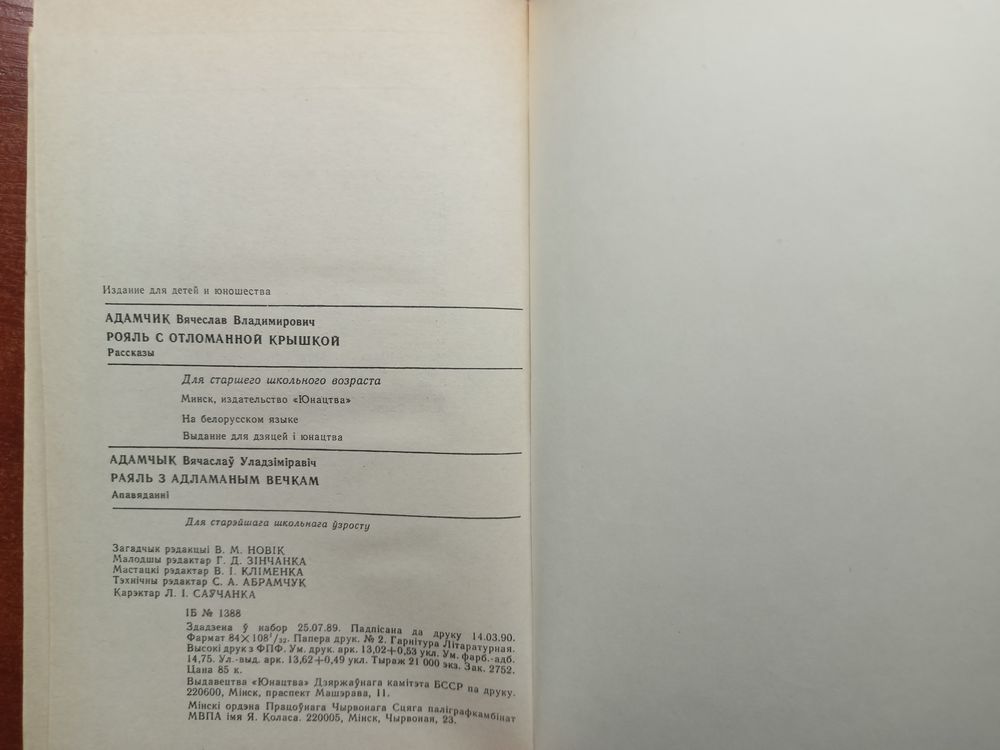 Издание для детей и юношества
АДАМЧИК Вячеслав Владимирович
РОЯЛЬ С ОТЛОМАННОЙ КРЫШКОЙ
Рассказы
Для старшего школьного возраста
Минск, издательство «Юнацтва»
На белорусском языке
Выданне для дзяцей і юнацтва
АДАМЧЫК Вячаслаў Уладзіміравіч
РАЯЛЬ З АДЛАМАНЫМ ВЕЧКАМ
Апавяданні
Для старэйшага школьнага ўзросту
Загадчык рэдакцыі В. М. НОВІК
Малодшы рэдактар Г. Д. ЗІНЧАНКА
Мастацкі рэдактар В. І. КЛІМЕНКА
Тэхнічны рэдактар С. А. АБРАМЧУК
Карэктар Л. І. САЎЧАНКА
ІБ № 1388
Здадзена ў набор 25.07.89. Падпісана да друку 14.03.90.
Фармат 84×108¹/₃₂. Папера друк. № 2. Гарнітура Літаратурная.
Высокі друк з ФПФ. Ум. друк. арк. 13,02+0,53 укл. Ум. фарб.-адб.
14,75. Ул.-выд. арк. 13,62+0,49 укл. Тыраж 21 000 экз. Зак. 2752.
Цана 85 к.
Выдавецтва «Юнацтва» Дзяржаўнага камітэта БССР па друку.
220600, Мінск, праспект Машэрава, 11.
Мінскі ордэна Працоўнага Чырвонага Сцяга паліграфкамбінат
МВПА імя Я. Коласа. 220005, Мінск, Чырвоная, 23.